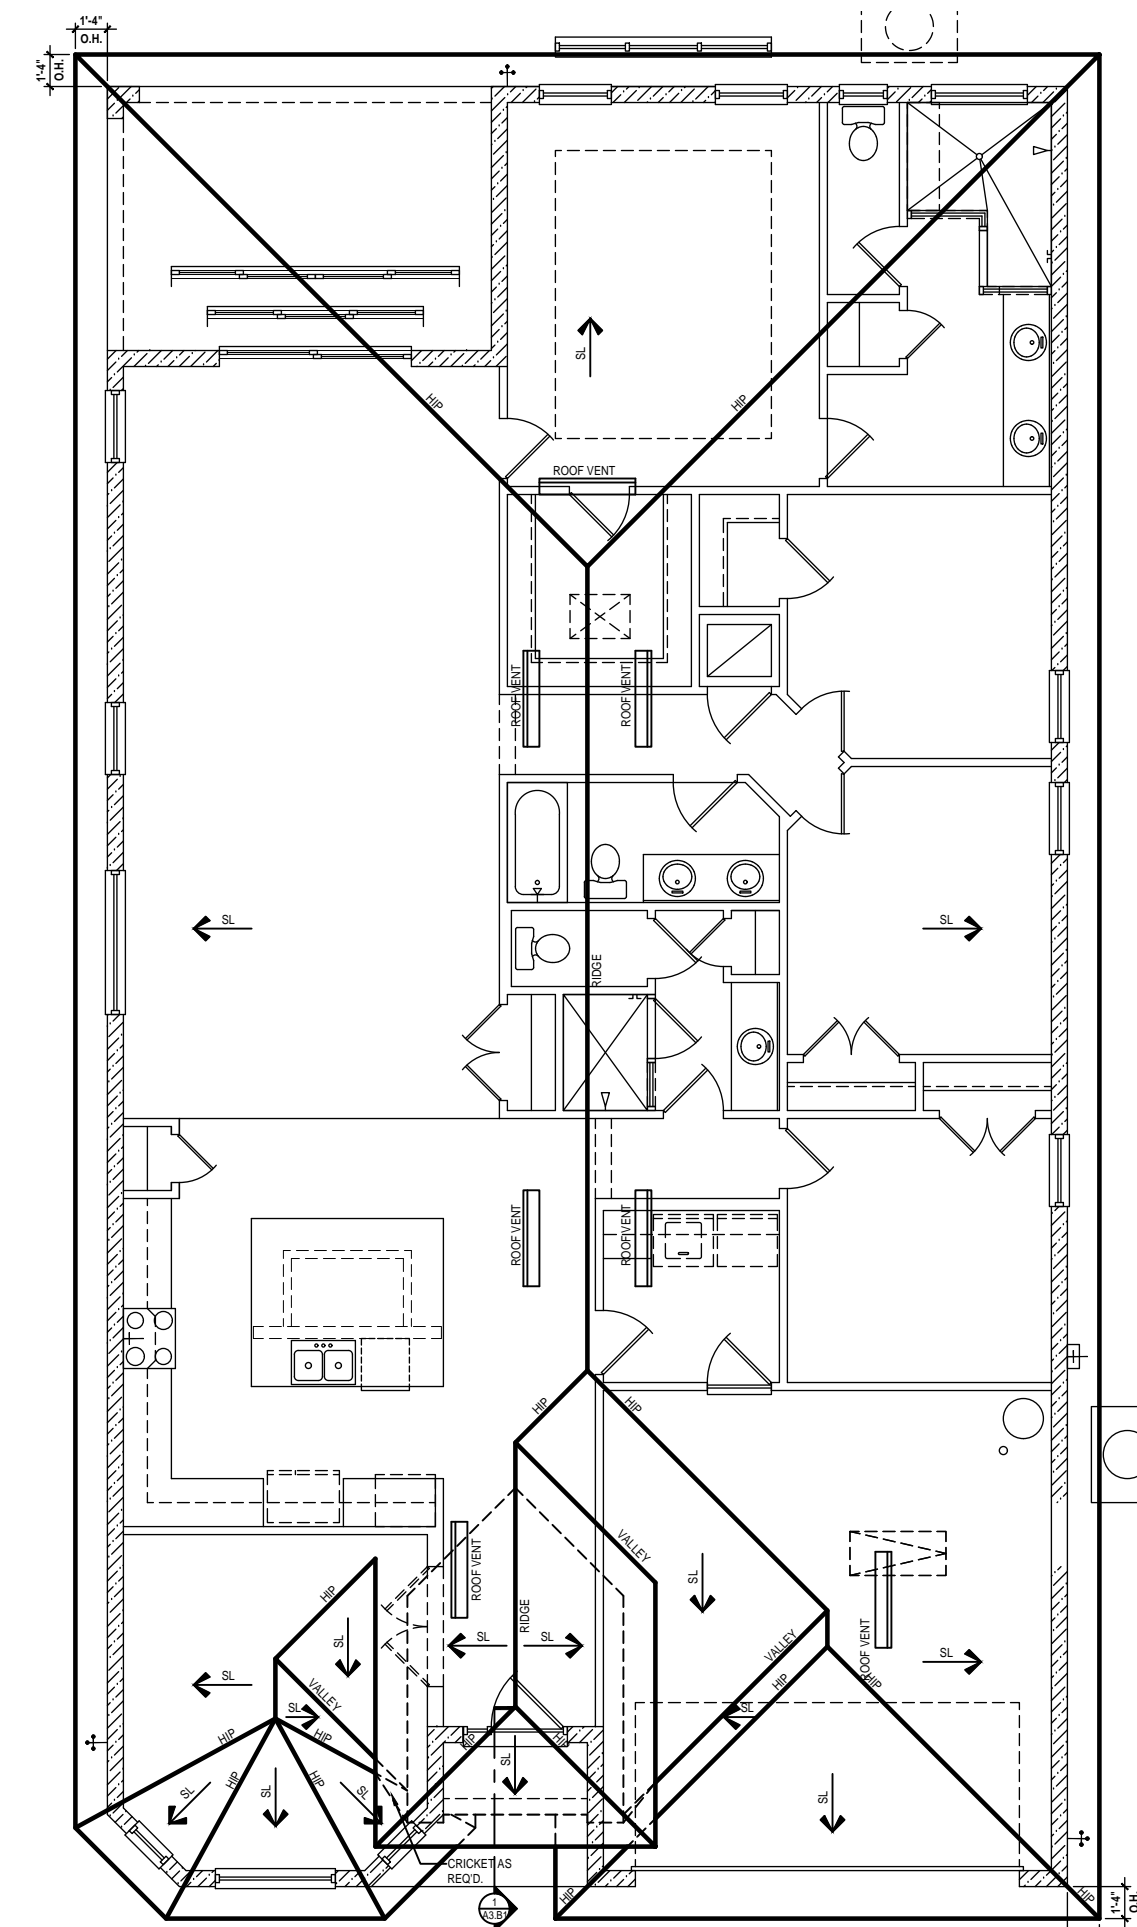 1'-4"
O.H.
1'-4"
O.H.
SL
HIP
HIP
ROOF VENT
ROOF VENT
ROOF VENT
SL
SL
RIDGE
ROOF VENT
ROOF VENT
HIP
HIP
VALLEY
ROOF VENT
SL
HIP
RIDGE
SL
SL
SL
VALLEY
ROOF VENT
SL
SL
VALLEY
HIP
HIP
SL
SL
HIP
HIP
HIP
HIP
HIP
SL
SL
SL
SL
HIP
SL
CRICKET AS
REQ'D.
HIP
HIP
1
A3.B1
1'-4"
O.H.